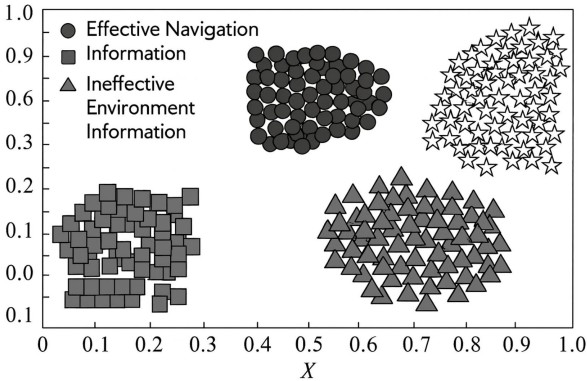 1.0
0.9
0.6
0.3
0.2
0.1
0.0
0.1
Effective Navigation
Information
Ineffective
Environment
Information
0 0.1 0.2 0.3 0.4 0.5 0.6 0.7 0.8 0.9 1.0
X